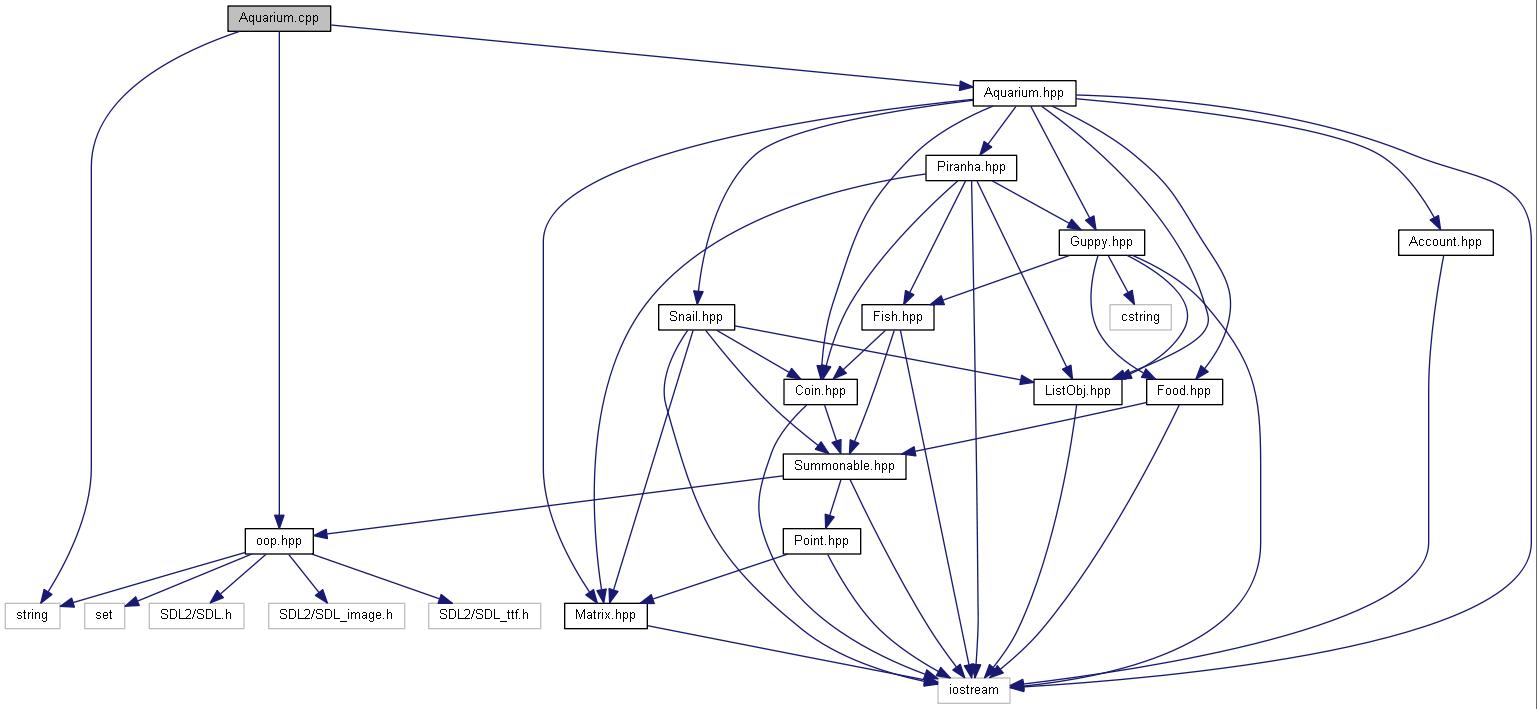 Aquarium.cpp
Aquarium.hpp
Piranha.hpp
Guppy.hpp
Account.hpp
Snail.hpp
Fish.hpp
cstring
Coin.hpp
ListObj.hpp
Food.hpp
Summonable.hpp
oop.hpp
Point.hpp
string
set
SDL2/SDL.h
SDL2/SDL_image.h
SDL2/SDL_ttf.h
Matrix.hpp
iostream